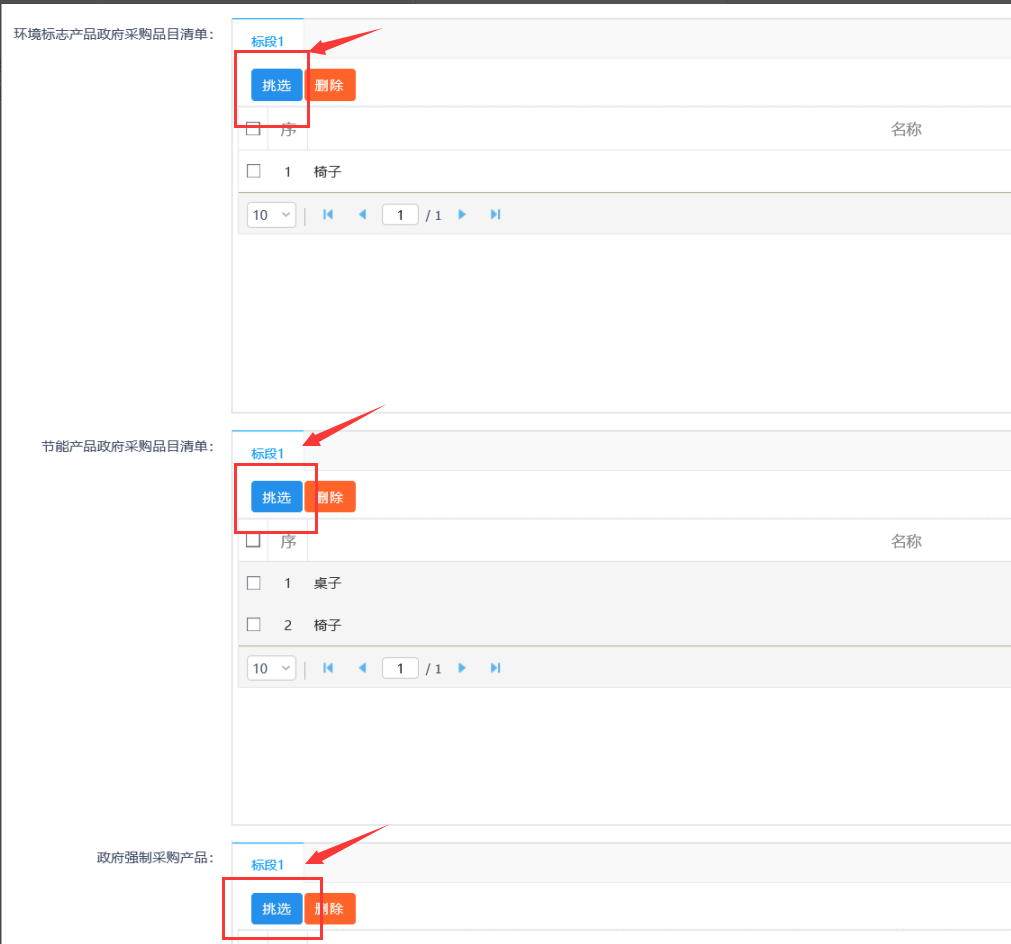 环境标志产品政府采购品目清单：
标段1
挑选 删除
序 名称
1 椅子
10 1 / 1
节能产品政府采购品目清单：
标段1
挑选 删除
序 名称
1 桌子
2 椅子
10 1 / 1
政府强制采购产品：
标段1
挑选 删除